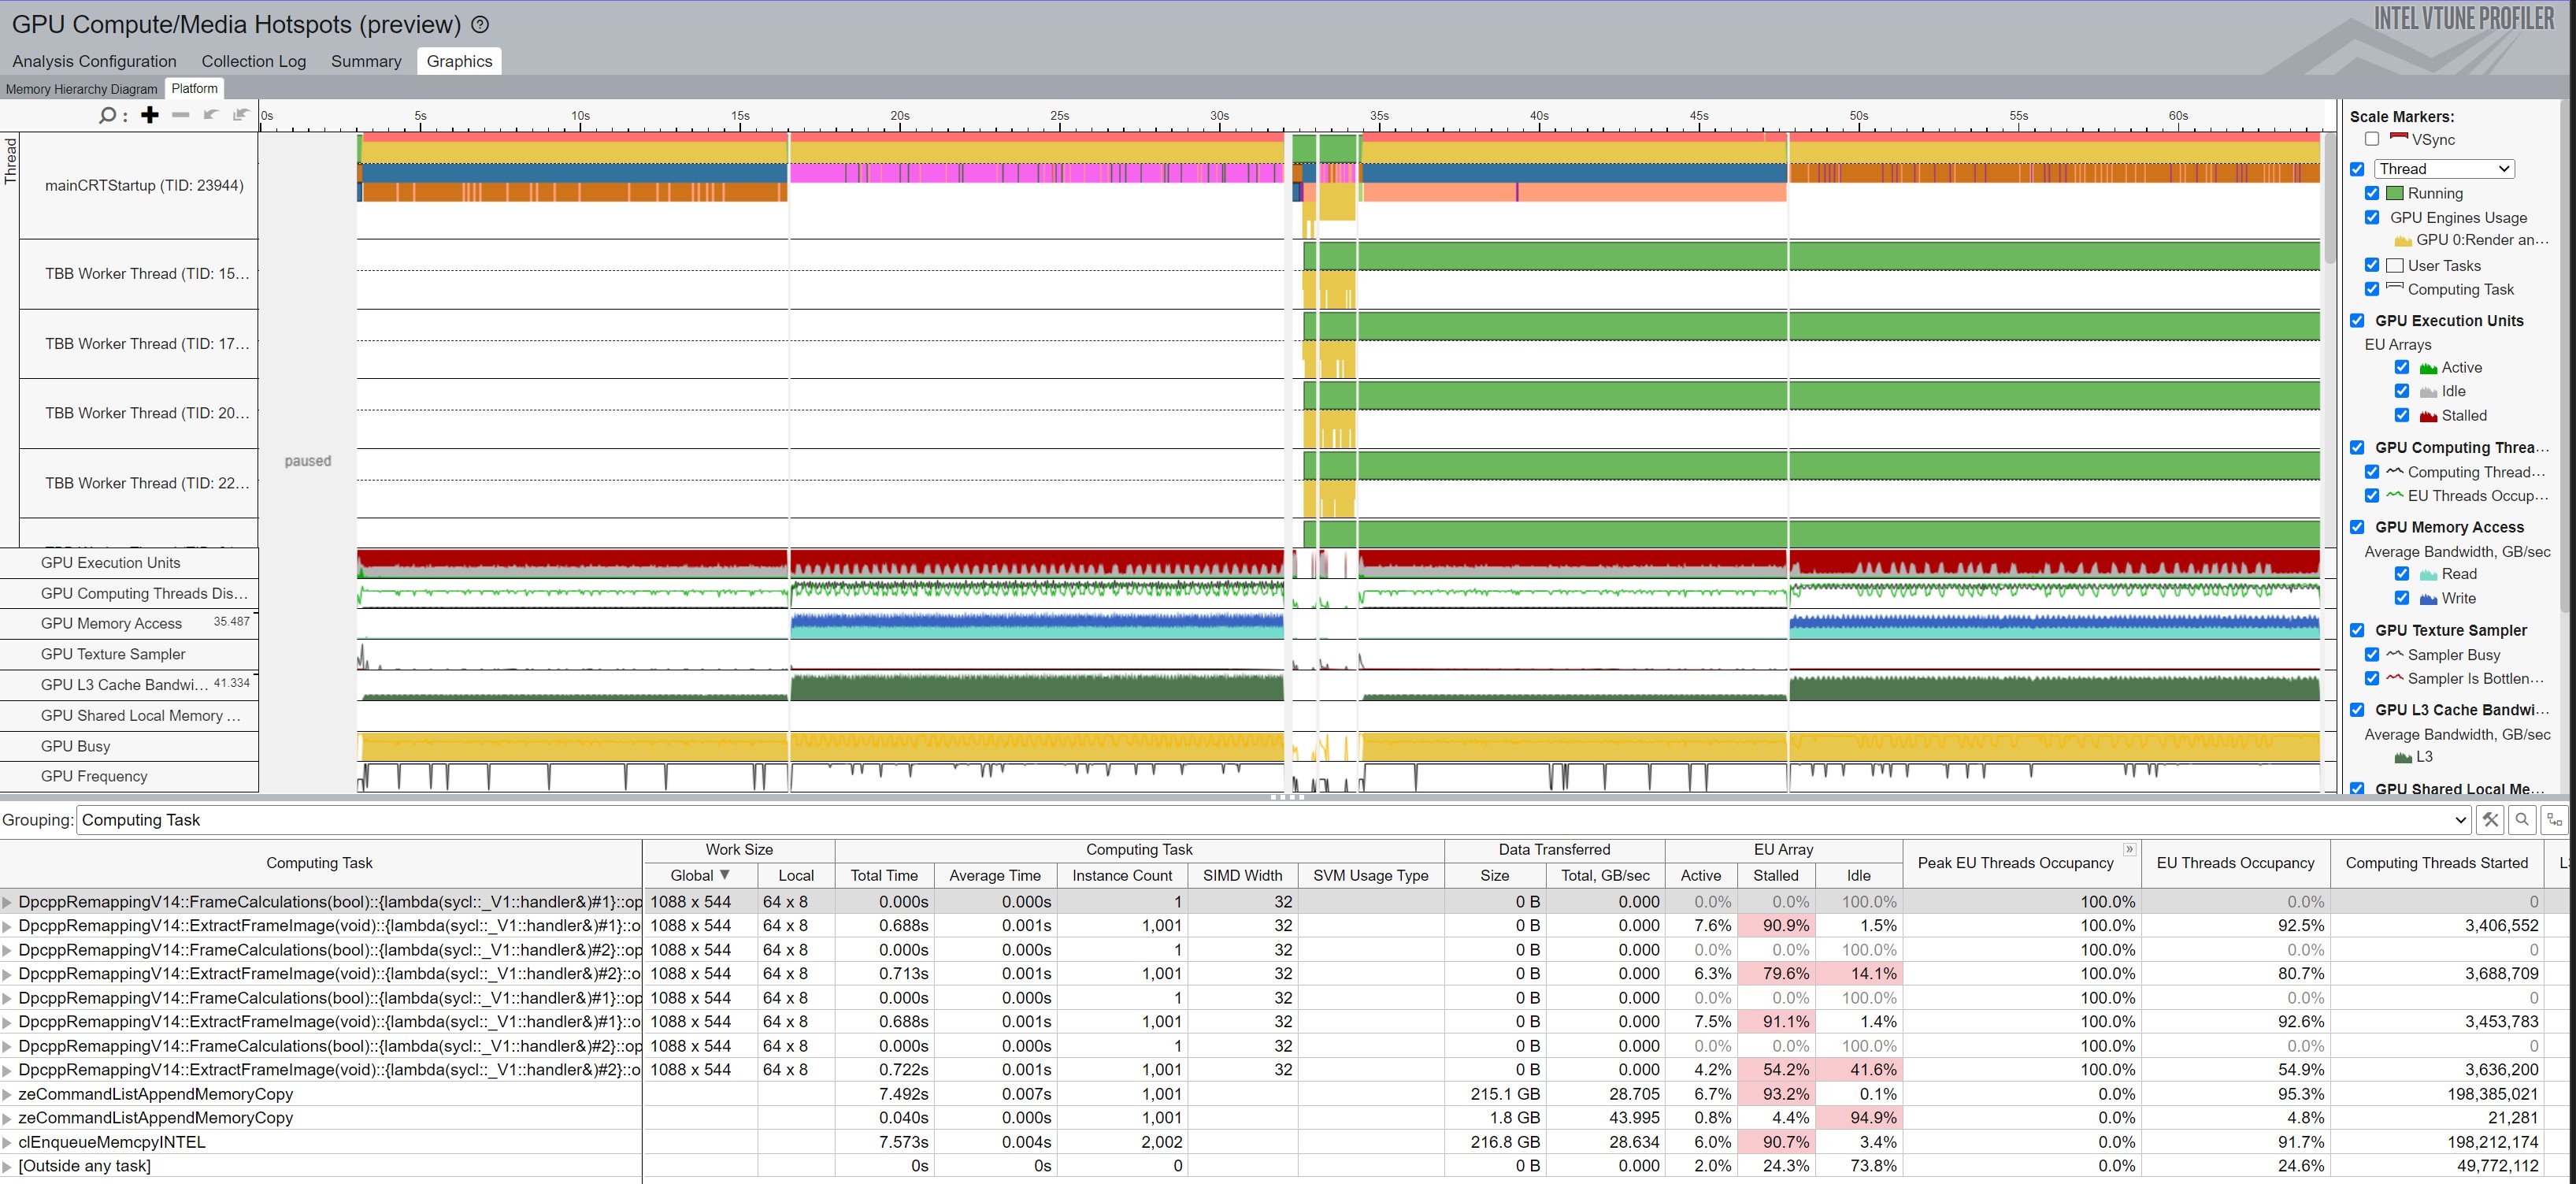 GPU Compute/Media Hotspots (preview)
INTEL VTUNE PROFILER
Analysis Configuration Collection Log Summary Graphics
Memory Hierarchy Diagram Platform
0s 5s 10s 15s 20s 25s 30s 35s 40s 45s 50s 55s 60s
Thread
mainCRTStartup (TID: 23944)
TBB Worker Thread (TID: 15...
TBB Worker Thread (TID: 17...
TBB Worker Thread (TID: 20...
TBB Worker Thread (TID: 22...
paused
GPU Execution Units
GPU Computing Threads Dis...
GPU Memory Access 35.487
GPU Texture Sampler
GPU L3 Cache Bandwi... 41.334
GPU Shared Local Memory ...
GPU Busy
GPU Frequency
Scale Markers:
VSync
Thread
Running
GPU Engines Usage
GPU 0:Render an...
User Tasks
Computing Task
GPU Execution Units
EU Arrays
Active
Idle
Stalled
GPU Computing Threa...
Computing Thread...
EU Threads Occup...
GPU Memory Access
Average Bandwidth, GB/sec
Read
Write
GPU Texture Sampler
Sampler Busy
Sampler Is Bottlen...
GPU L3 Cache Bandwi...
Average Bandwidth, GB/sec
L3
GPU Shared Local Me...
Grouping: Computing Task
Computing Task Work Size Computing Task Data Transferred EU Array Peak EU Threads Occupancy EU Threads Occupancy Computing Threads Started
Global Local Total Time Average Time Instance Count SIMD Width SVM Usage Type Size Total, GB/sec Active Stalled Idle
DpcppRemappingV14::FrameCalculations(bool)::{lambda(sycl::_V1::handler&)#1}::op 1088 x 544 64 x 8 0.000s 0.000s 1 32 0 B 0.000 0.0% 0.0% 100.0% 100.0% 0.0% 0
DpcppRemappingV14::ExtractFrameImage(void)::{lambda(sycl::_V1::handler&)#1}::o 1088 x 544 64 x 8 0.688s 0.001s 1,001 32 0 B 0.000 7.6% 90.9% 1.5% 100.0% 92.5% 3,406,552
DpcppRemappingV14::FrameCalculations(bool)::{lambda(sycl::_V1::handler&)#2}::op 1088 x 544 64 x 8 0.000s 0.000s 1 32 0 B 0.000 0.0% 0.0% 100.0% 100.0% 0.0% 0
DpcppRemappingV14::ExtractFrameImage(void)::{lambda(sycl::_V1::handler&)#2}::o 1088 x 544 64 x 8 0.713s 0.001s 1,001 32 0 B 0.000 6.3% 79.6% 14.1% 100.0% 80.7% 3,688,709
DpcppRemappingV14::FrameCalculations(bool)::{lambda(sycl::_V1::handler&)#1}::op 1088 x 544 64 x 8 0.000s 0.000s 1 32 0 B 0.000 0.0% 0.0% 100.0% 100.0% 0.0% 0
DpcppRemappingV14::ExtractFrameImage(void)::{lambda(sycl::_V1::handler&)#1}::o 1088 x 544 64 x 8 0.688s 0.001s 1,001 32 0 B 0.000 7.5% 91.1% 1.4% 100.0% 92.6% 3,453,783
DpcppRemappingV14::FrameCalculations(bool)::{lambda(sycl::_V1::handler&)#2}::op 1088 x 544 64 x 8 0.000s 0.000s 1 32 0 B 0.000 0.0% 0.0% 100.0% 100.0% 0.0% 0
DpcppRemappingV14::ExtractFrameImage(void)::{lambda(sycl::_V1::handler&)#2}::o 1088 x 544 64 x 8 0.722s 0.001s 1,001 32 0 B 0.000 4.2% 54.2% 41.6% 100.0% 54.9% 3,636,200
zeCommandListAppendMemoryCopy 7.492s 0.007s 1,001 215.1 GB 28.705 6.7% 93.2% 0.1% 0.0% 95.3% 198,385,021
zeCommandListAppendMemoryCopy 0.040s 0.000s 1,001 1.8 GB 43.995 0.8% 4.4% 94.9% 0.0% 4.8% 21,281
clEnqueueMemcpyINTEL 7.573s 0.004s 2,002 216.8 GB 28.634 6.0% 90.7% 3.4% 0.0% 91.7% 198,212,174
[Outside any task] 0s 0s 0 0 B 0.000 2.0% 24.3% 73.8% 0.0% 24.6% 49,772,112